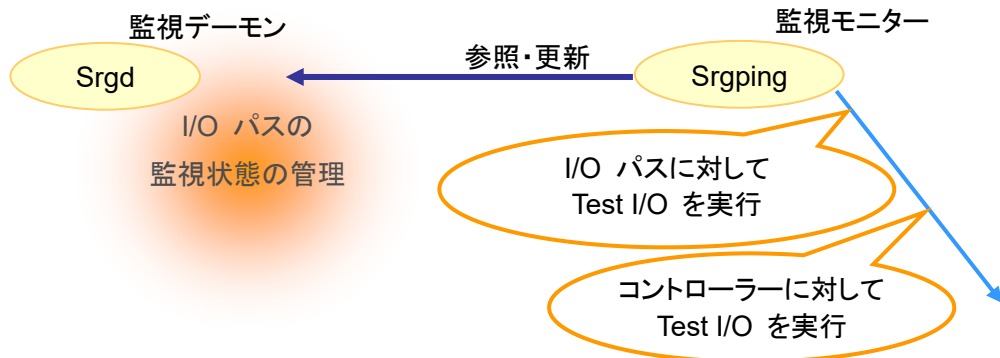 監視デーモン
監視モニター
Srgd
参照・更新
Srgping
I/O パスの
監視状態の管理
I/O パスに対して
Test I/O を実行
コントローラーに対して
Test I/O を実行